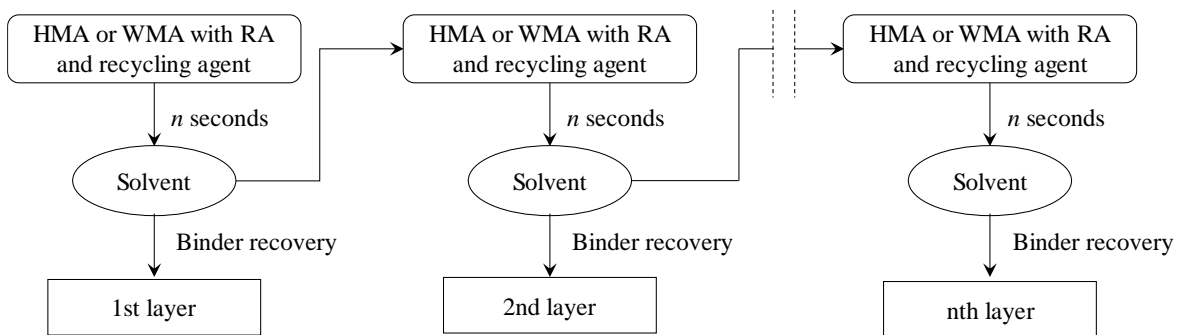 HMA or WMA with RA
and recycling agent
n seconds
Solvent
Binder recovery
1st layer
HMA or WMA with RA
and recycling agent
n seconds
Solvent
Binder recovery
2nd layer
HMA or WMA with RA
and recycling agent
n seconds
Solvent
Binder recovery
nth layer